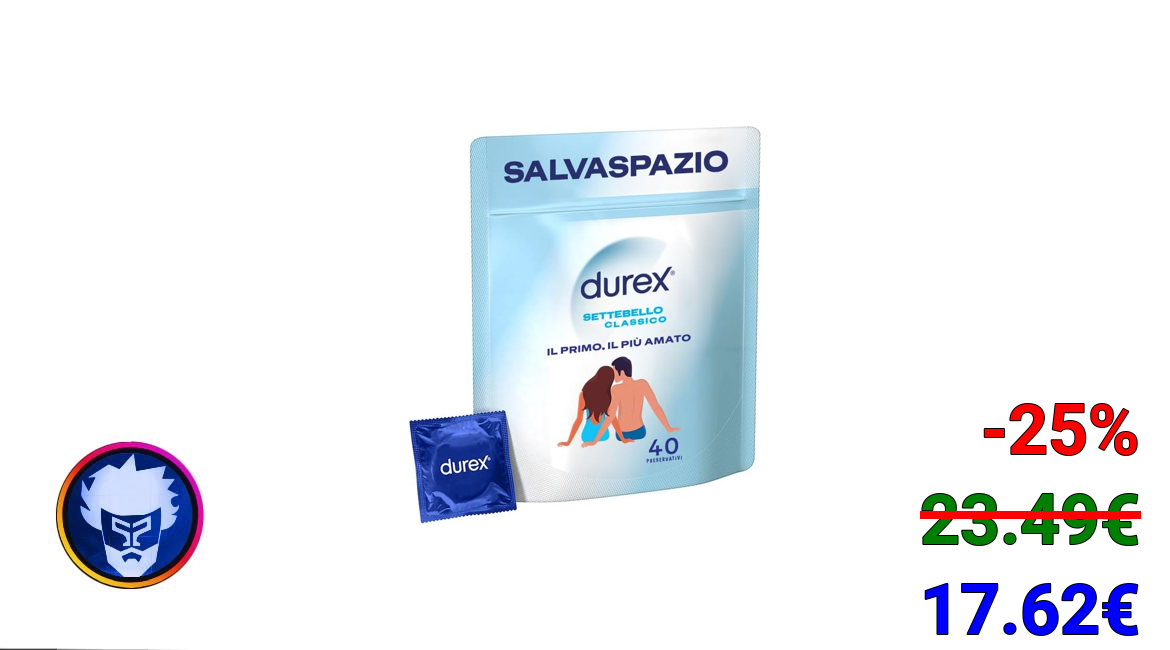 SALVASPAZIO
durex®
SETTEBELLO
CLASSICO
IL PRIMO, IL PIÙ AMATO
40
PRESERVATIVI
durex®
-25%
23.49€
17.62€